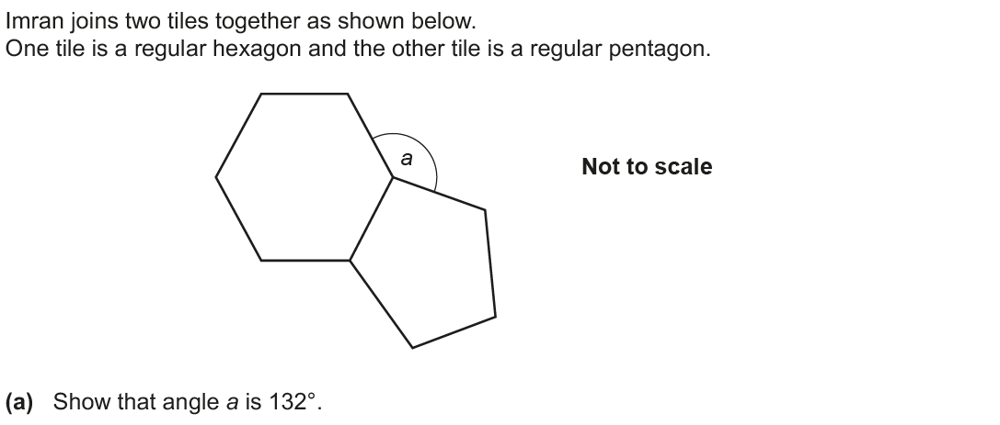 Imran joins two tiles together as shown below.
One tile is a regular hexagon and the other tile is a regular pentagon.
a
Not to scale
(a) Show that angle a is 132°.